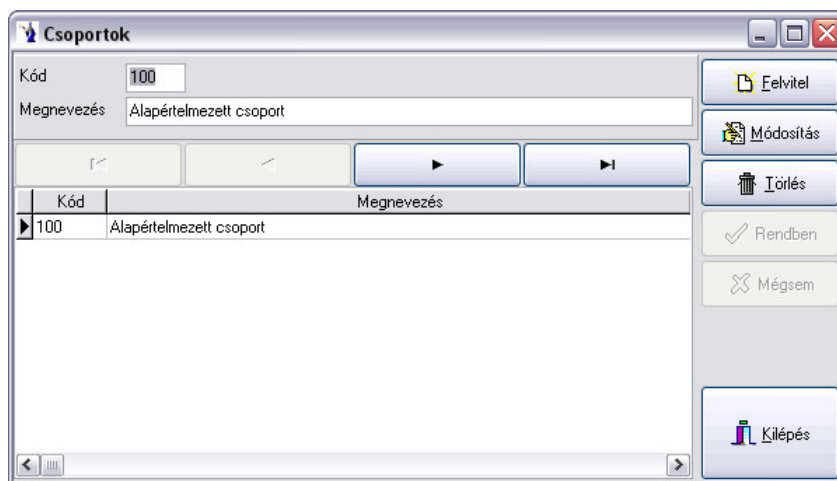 Csoportok
Kód 100
Megnevezés Alapértelmezett csoport
Kód Megnevezés
100 Alapértelmezett csoport
Felvitel
Módosítás
Törlés
Rendben
Mégsem
Kilépés